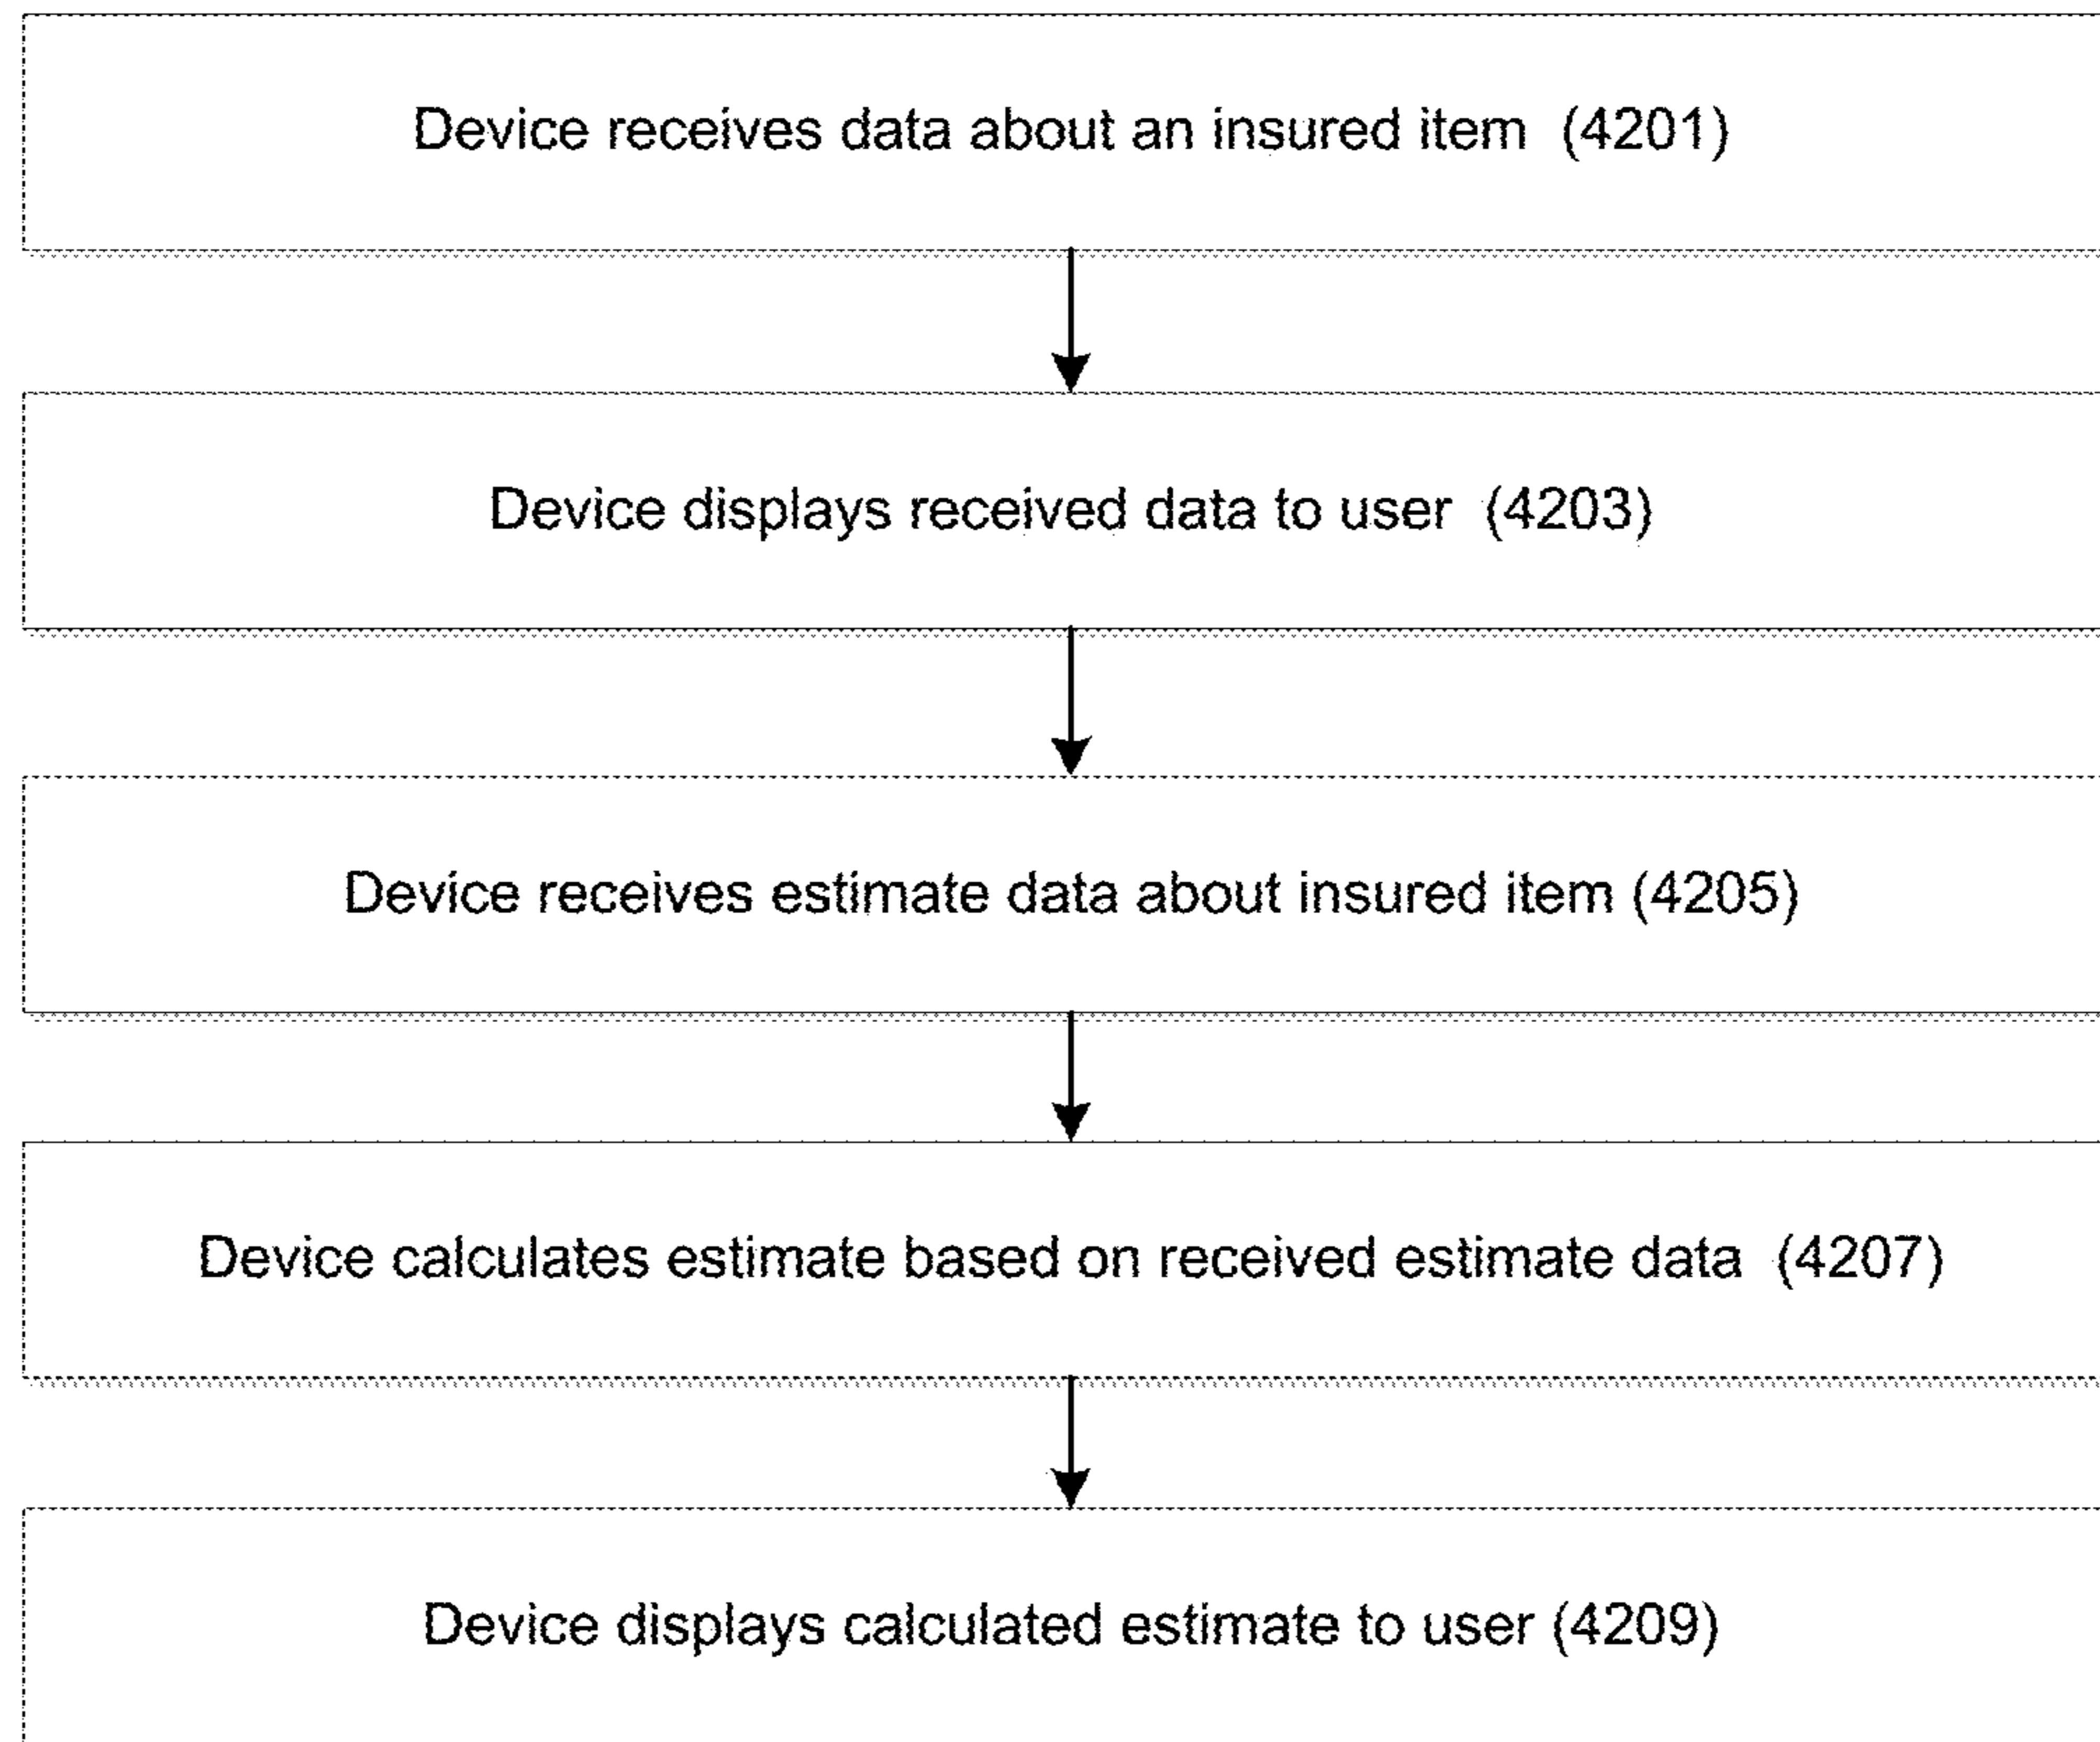 Device receives data about an insured item (4201)
Device displays received data to user (4203)
Device receives estimate data about insured item (4205)
Device calculates estimate based on received estimate data (4207)
Device displays calculated estimate to user (4209)